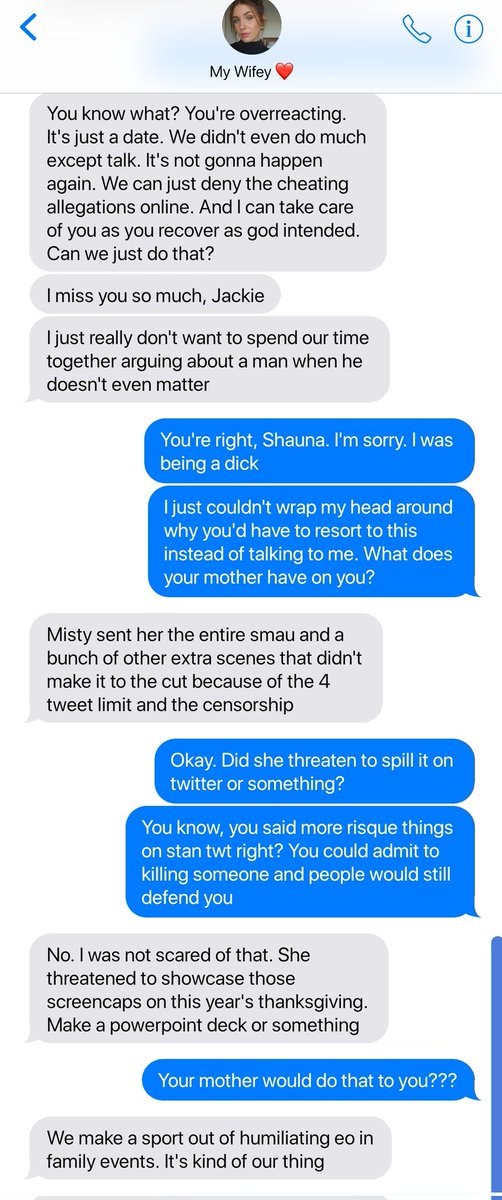 My Wifey ❤️
You know what? You're overreacting.
It's just a date. We didn't even do much
except talk. It's not gonna happen
again. We can just deny the cheating
allegations online. And I can take care
of you as you recover as god intended.
Can we just do that?
I miss you so much, Jackie
I just really don't want to spend our time
together arguing about a man when he
doesn't even matter
You're right, Shauna. I'm sorry. I was
being a dick
I just couldn't wrap my head around
why you'd have to resort to this
instead of talking to me. What does
your mother have on you?
Misty sent her the entire smau and a
bunch of other extra scenes that didn't
make it to the cut because of the 4
tweet limit and the censorship
Okay. Did she threaten to spill it on
twitter or something?
You know, you said more risque things
on stan twt right? You could admit to
killing someone and people would still
defend you
No. I was not scared of that. She
threatened to showcase those
screencaps on this year's thanksgiving.
Make a powerpoint deck or something
Your mother would do that to you???
We make a sport out of humiliating eo in
family events. It's kind of our thing